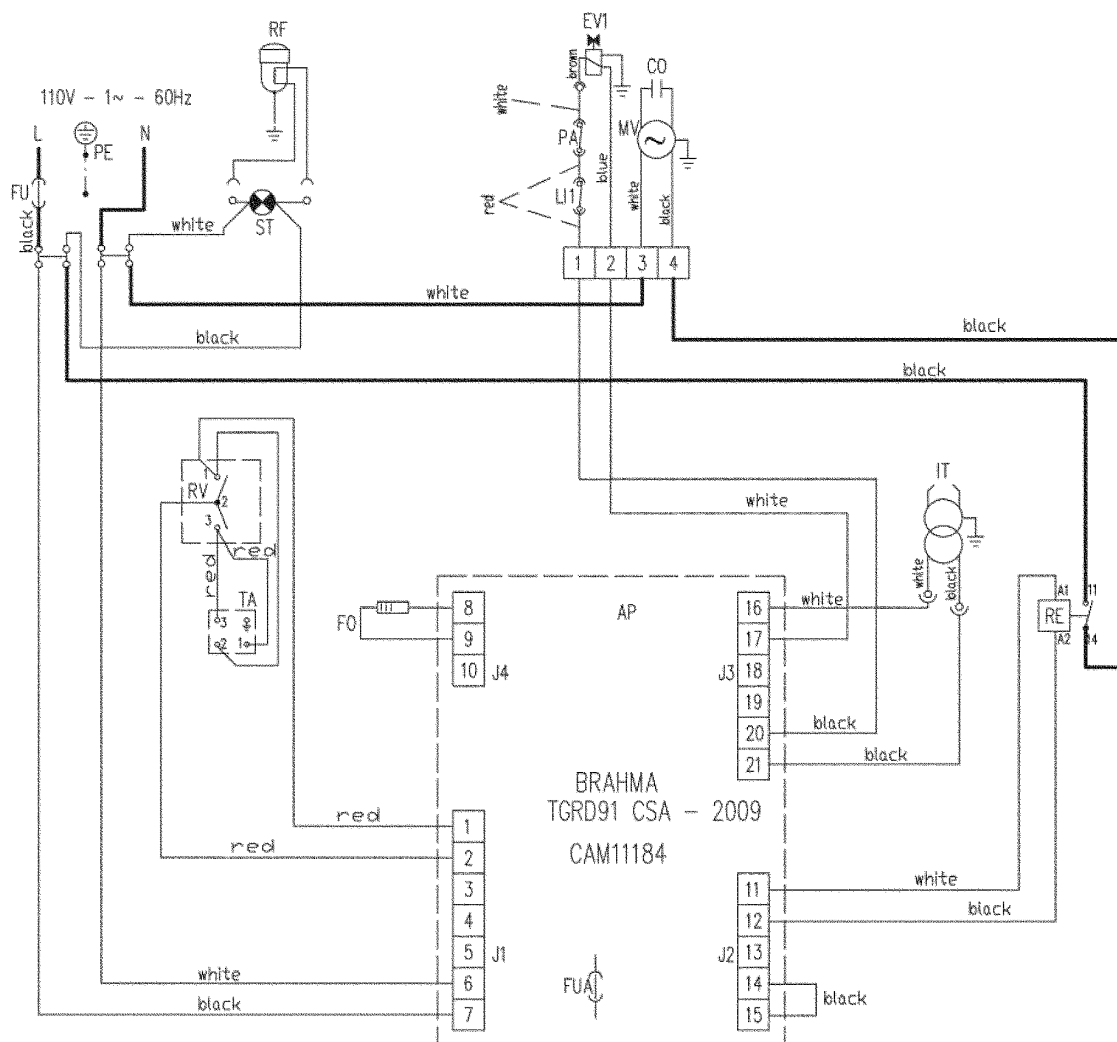 RF
EV1
CO
110V - 1~ - 60Hz
L
PE
N
FU
black
white
ST
brown
white
PA
MV
blue
red
LI1
white
black
1 2 3 4
white
black
black
black
1
RV
2
3
red
red
TA
3
2 1
white
IT
white
black
A1 11
RE
A2 14
FO
8
9
10
J4
AP
16
17
18
19
20
21
J3
white
black
black
BRAHMA
TGRD91 CSA - 2009
CAM11184
red
red
1
2
3
4
5
6
7
J1
white
black
FUA
11
12
13
14
15
J2
white
black
black